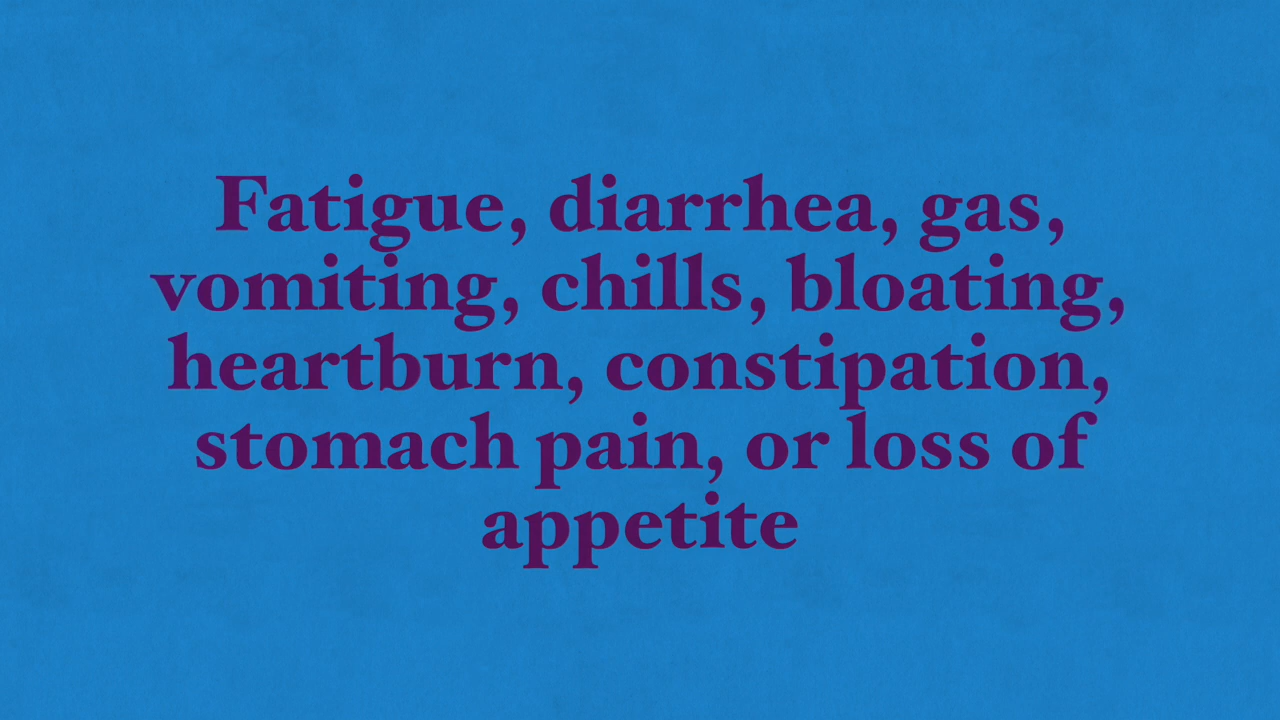 Fatigue, diarrhea, gas,
vomiting, chills, bloating,
heartburn, constipation,
stomach pain, or loss of
appetite